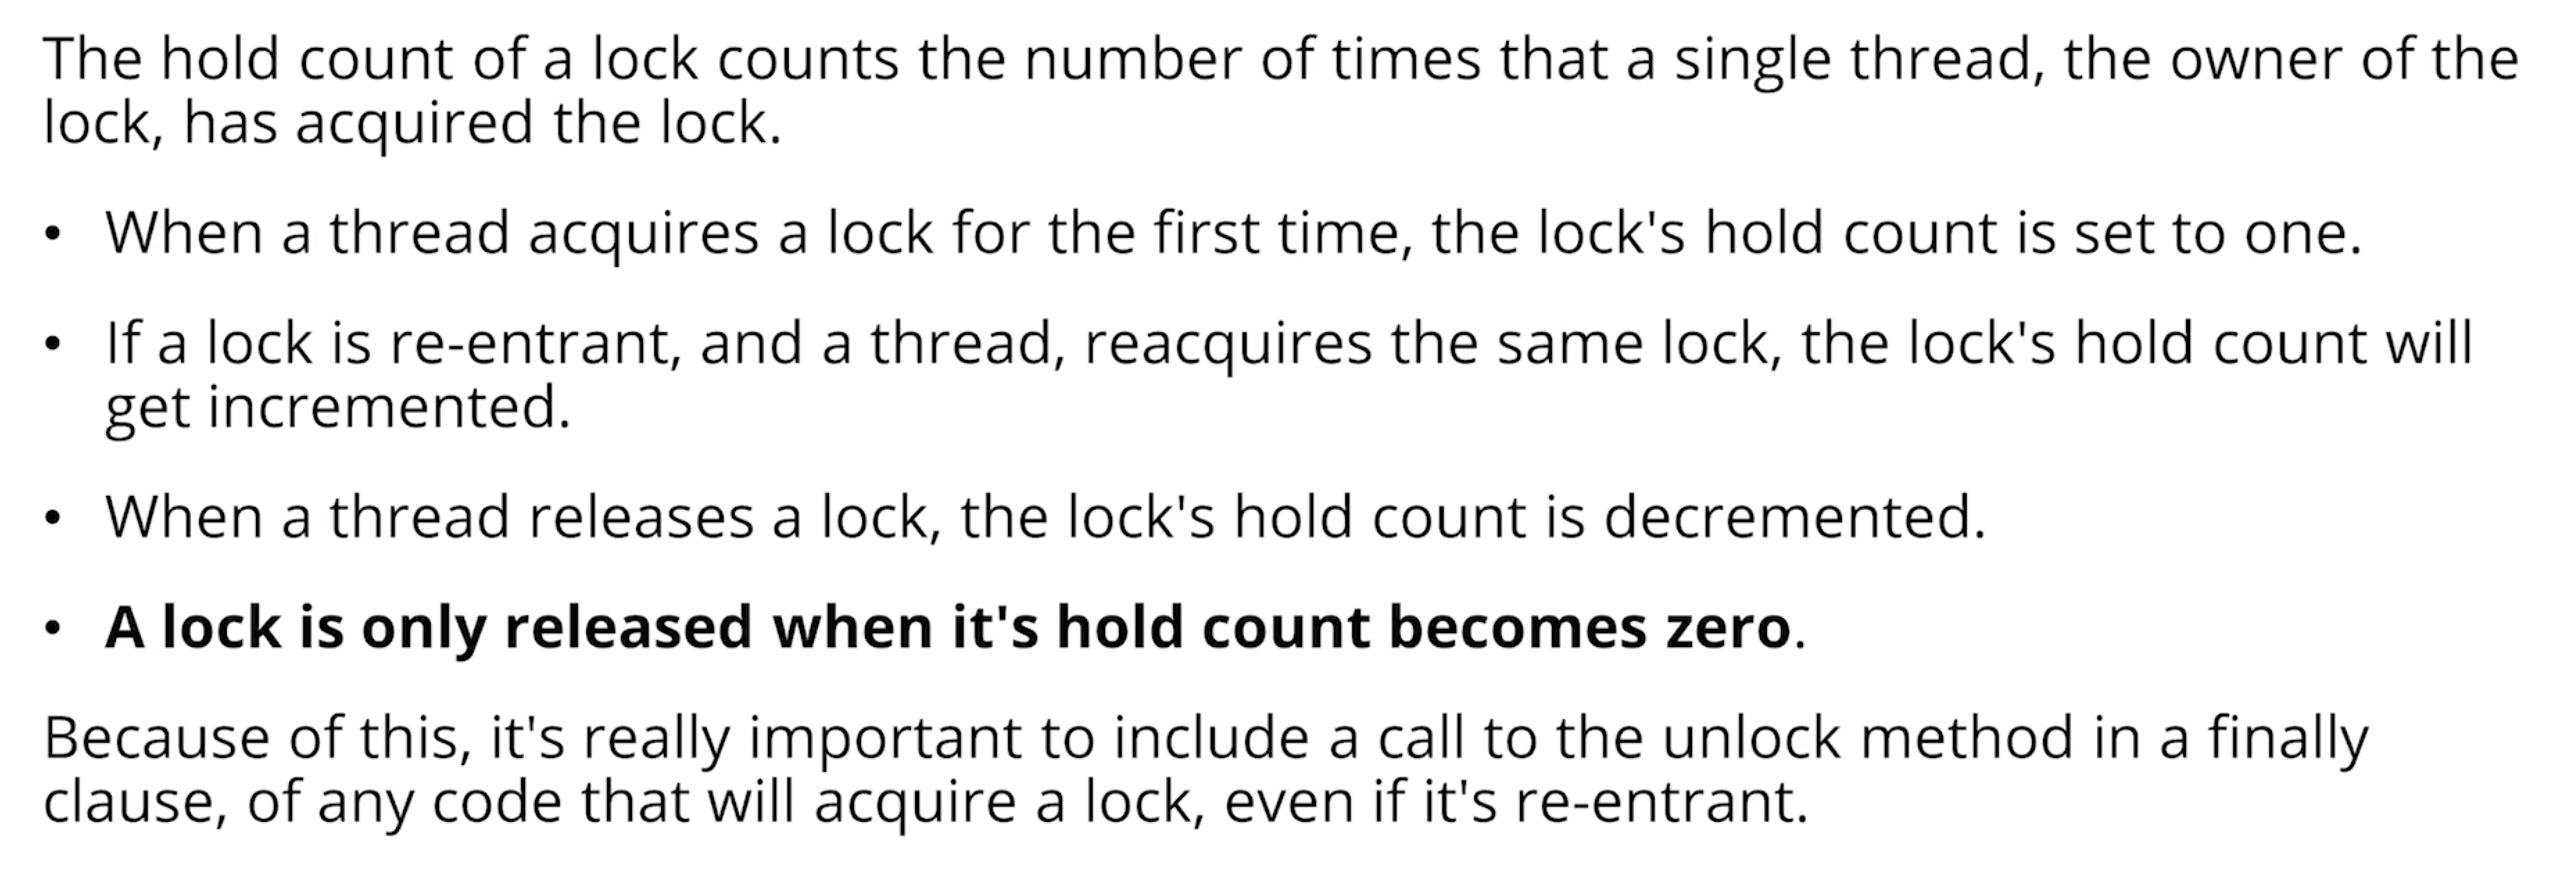 The hold count of a lock counts the number of times that a single thread, the owner of the
lock, has acquired the lock.
• When a thread acquires a lock for the first time, the lock's hold count is set to one.
• If a lock is re-entrant, and a thread, reacquires the same lock, the lock's hold count will
get incremented.
• When a thread releases a lock, the lock's hold count is decremented.
• A lock is only released when it's hold count becomes zero.
Because of this, it's really important to include a call to the unlock method in a finally
clause, of any code that will acquire a lock, even if it's re-entrant.